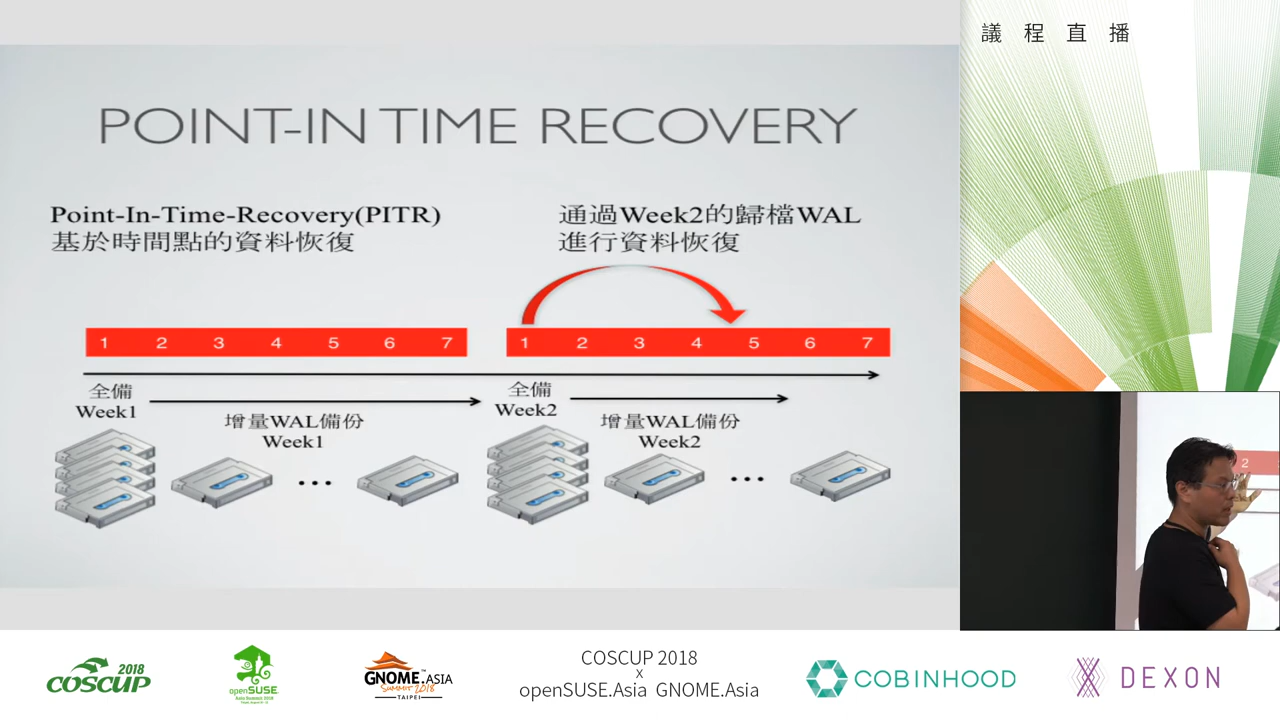 議程直播
POINT-IN TIME RECOVERY
Point-In-Time-Recovery(PITR)
基於時間點的資料恢復
通過Week2的歸檔WAL
進行資料恢復
1 2 3 4 5 6 7
1 2 3 4 5 6 7
全備
Week1
增量WAL備份
Week1
全備
Week2
增量WAL備份
Week2
...
...
2
2018
COSCUP
openSUSE
GNOME.ASIA
SUMMIT 2018
TAIPEI
COSCUP 2018
x
openSUSE.Asia GNOME.Asia
COBINHOOD
DEXON